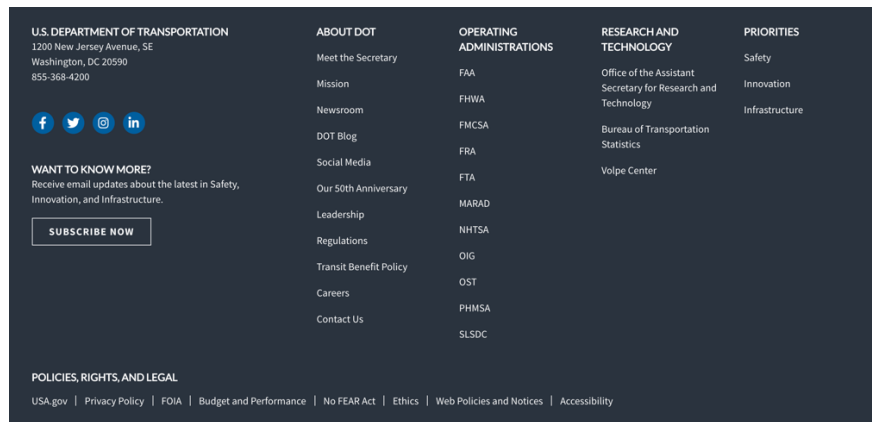 U.S. DEPARTMENT OF TRANSPORTATION
1200 New Jersey Avenue, SE
Washington, DC 20590
855-368-4200
WANT TO KNOW MORE?
Receive email updates about the latest in Safety,
Innovation, and Infrastructure.
SUBSCRIBE NOW
ABOUT DOT
Meet the Secretary
Mission
Newsroom
DOT Blog
Social Media
Our 50th Anniversary
Leadership
Regulations
Transit Benefit Policy
Careers
Contact Us
OPERATING
ADMINISTRATIONS
FAA
FHWA
FMCSA
FRA
FTA
MARAD
NHTSA
OIG
OST
PHMSA
SLSDC
RESEARCH AND
TECHNOLOGY
Office of the Assistant
Secretary for Research and
Technology
Bureau of Transportation
Statistics
Volpe Center
PRIORITIES
Safety
Innovation
Infrastructure
POLICIES, RIGHTS, AND LEGAL
USA.gov | Privacy Policy | FOIA | Budget and Performance | No FEAR Act | Ethics | Web Policies and Notices | Accessibility